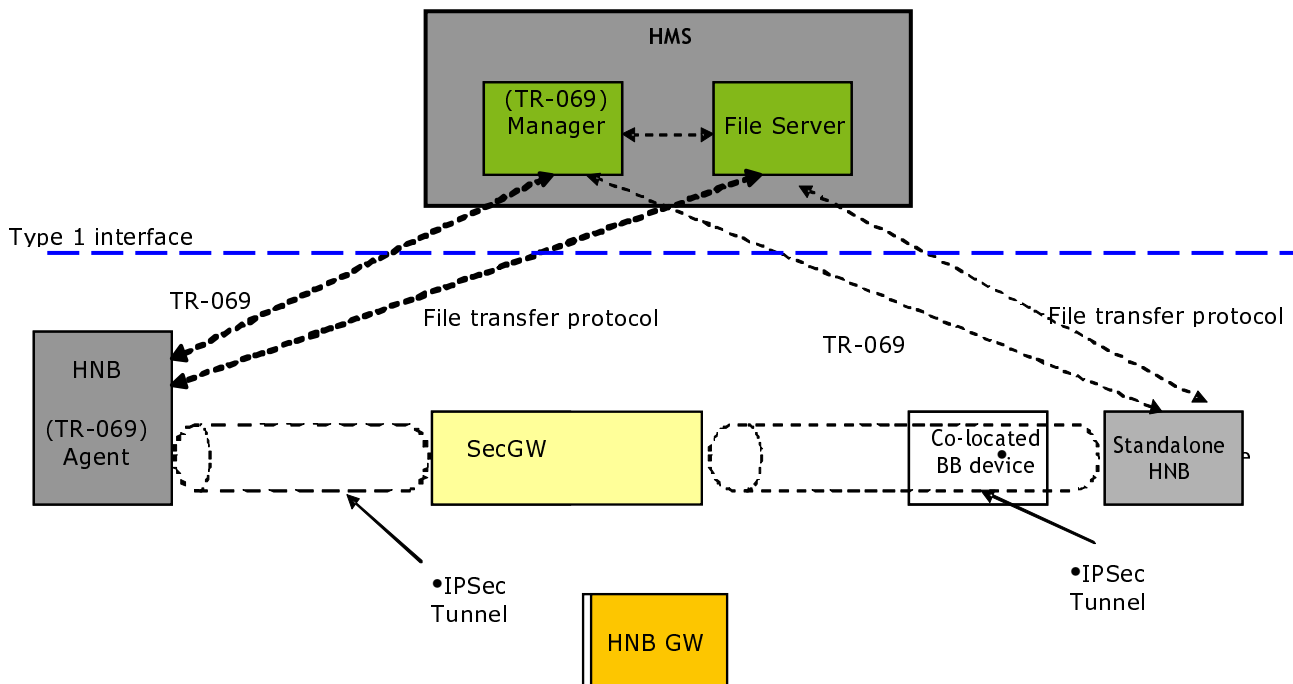 HMS
(TR-069)
Manager
File Server
Type 1 interface
TR-069
File transfer protocol
File transfer protocol
TR-069
HNB
(TR-069)
Agent
SecGW
Co-located
BB device
Standalone
HNB
•IPSec
Tunnel
•IPSec
Tunnel
HNB GW